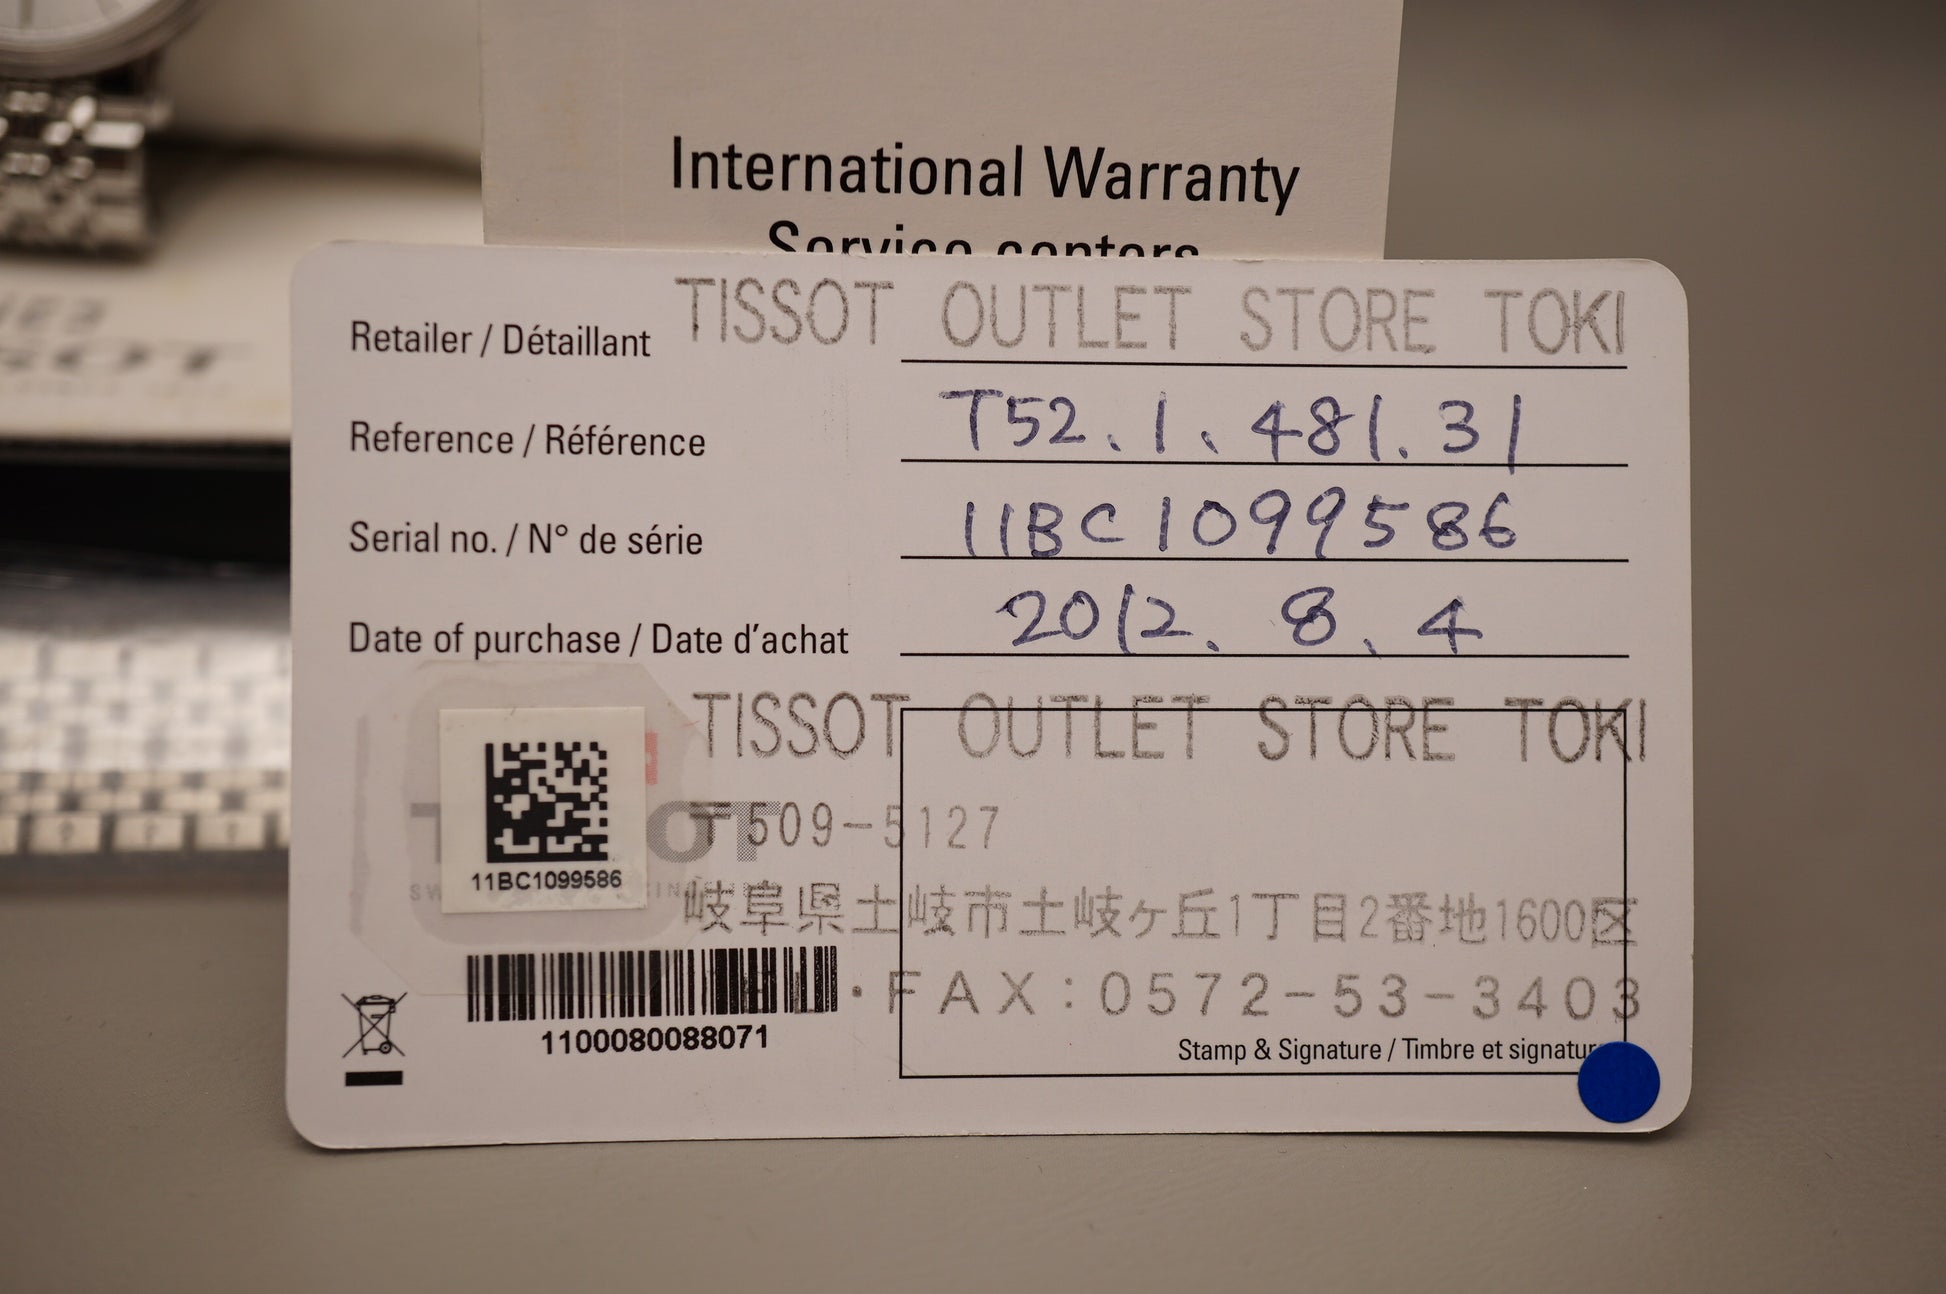 International Warranty
Service centers
Retailer / Détaillant TISSOT OUTLET STORE TOKI
Reference / Référence T52.1.481.31
Serial no. / N° de série 11BC1099586
Date of purchase / Date d'achat 2012.8.4
TISSOT OUTLET STORE TOKI
〒509-5127
11BC1099586
岐阜県土岐市土岐ヶ丘1丁目2番地1600区
・FAX:0572-53-3403
1100080088071
Stamp & Signature / Timbre et signature